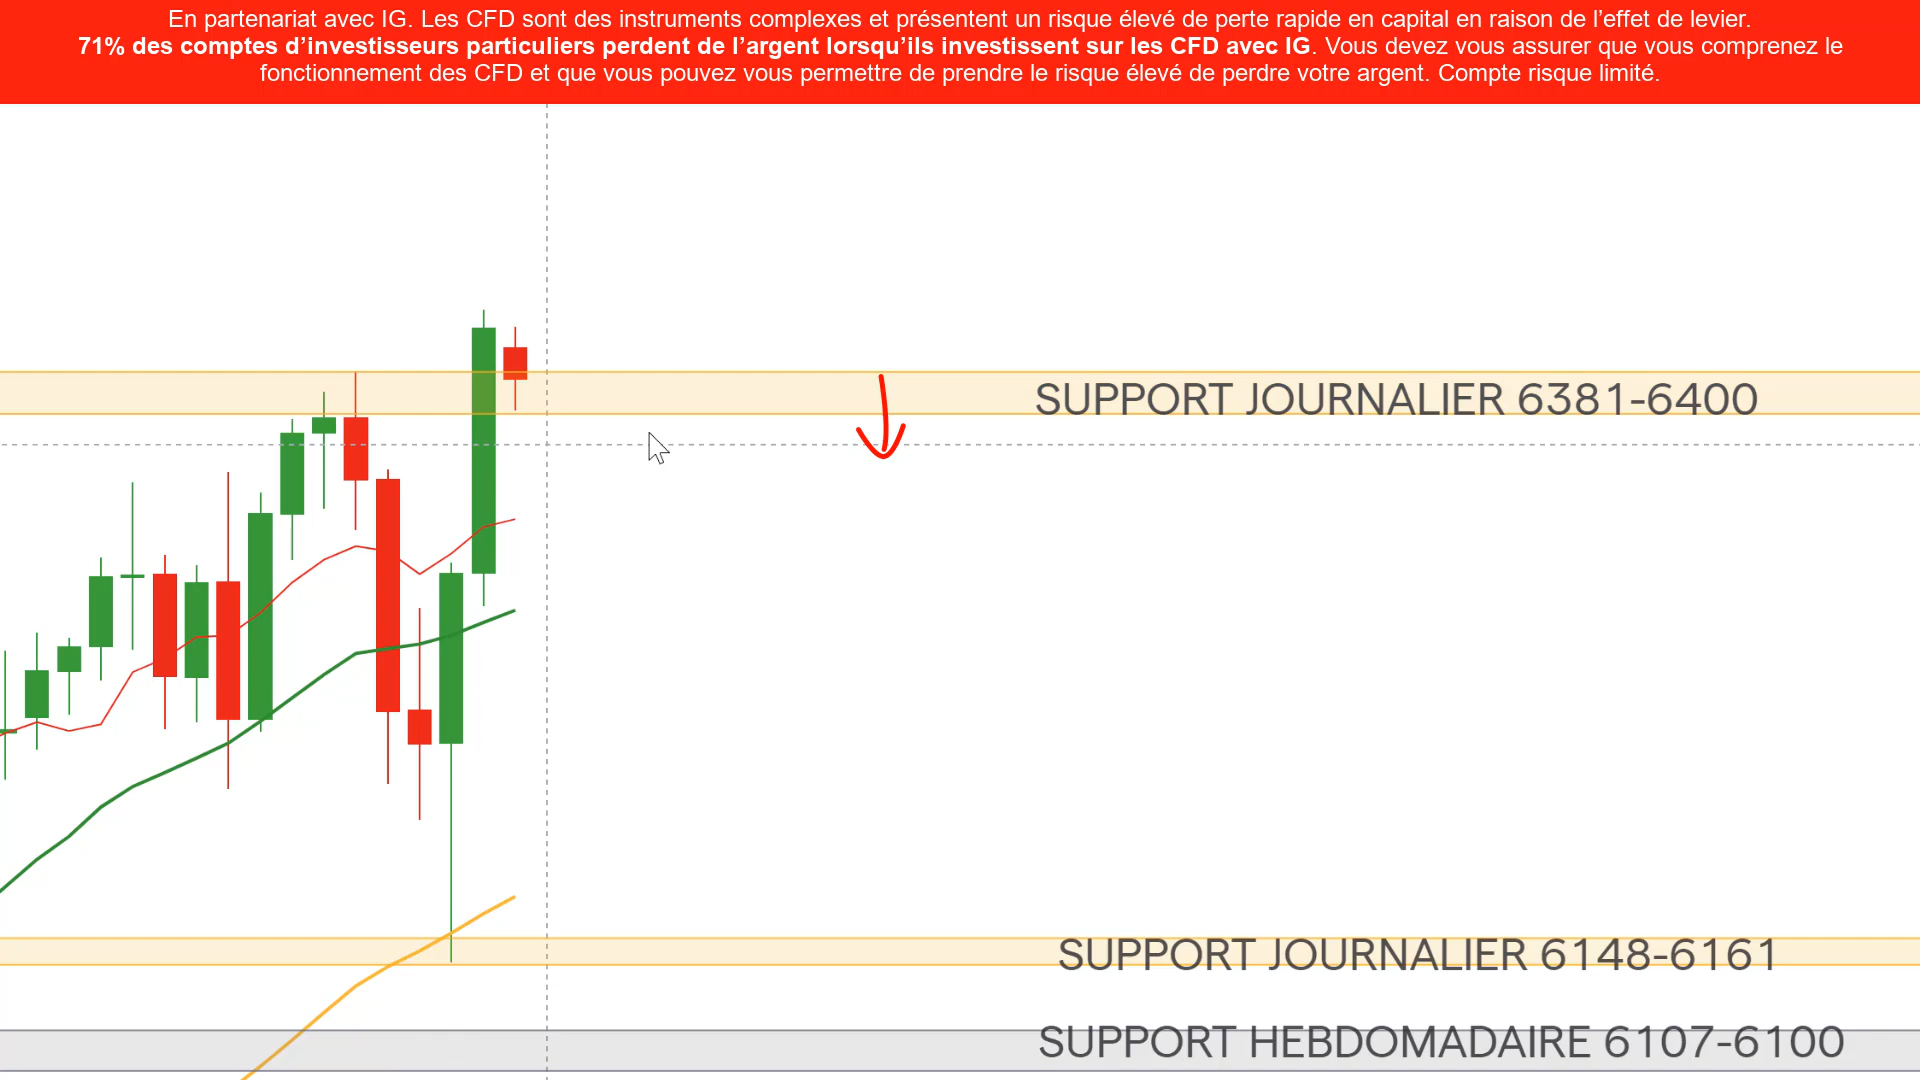 En partenariat avec IG. Les CFD sont des instruments complexes et présentent un risque élevé de perte rapide en capital en raison de l’effet de levier.
71% des comptes d’investisseurs particuliers perdent de l’argent lorsqu’ils investissent sur les CFD avec IG. Vous devez vous assurer que vous comprenez le
fonctionnement des CFD et que vous pouvez vous permettre de prendre le risque élevé de perdre votre argent. Compte risque limité.
SUPPORT JOURNALIER 6381-6400
SUPPORT JOURNALIER 6148-6161
SUPPORT HEBDOMADAIRE 6107-6100